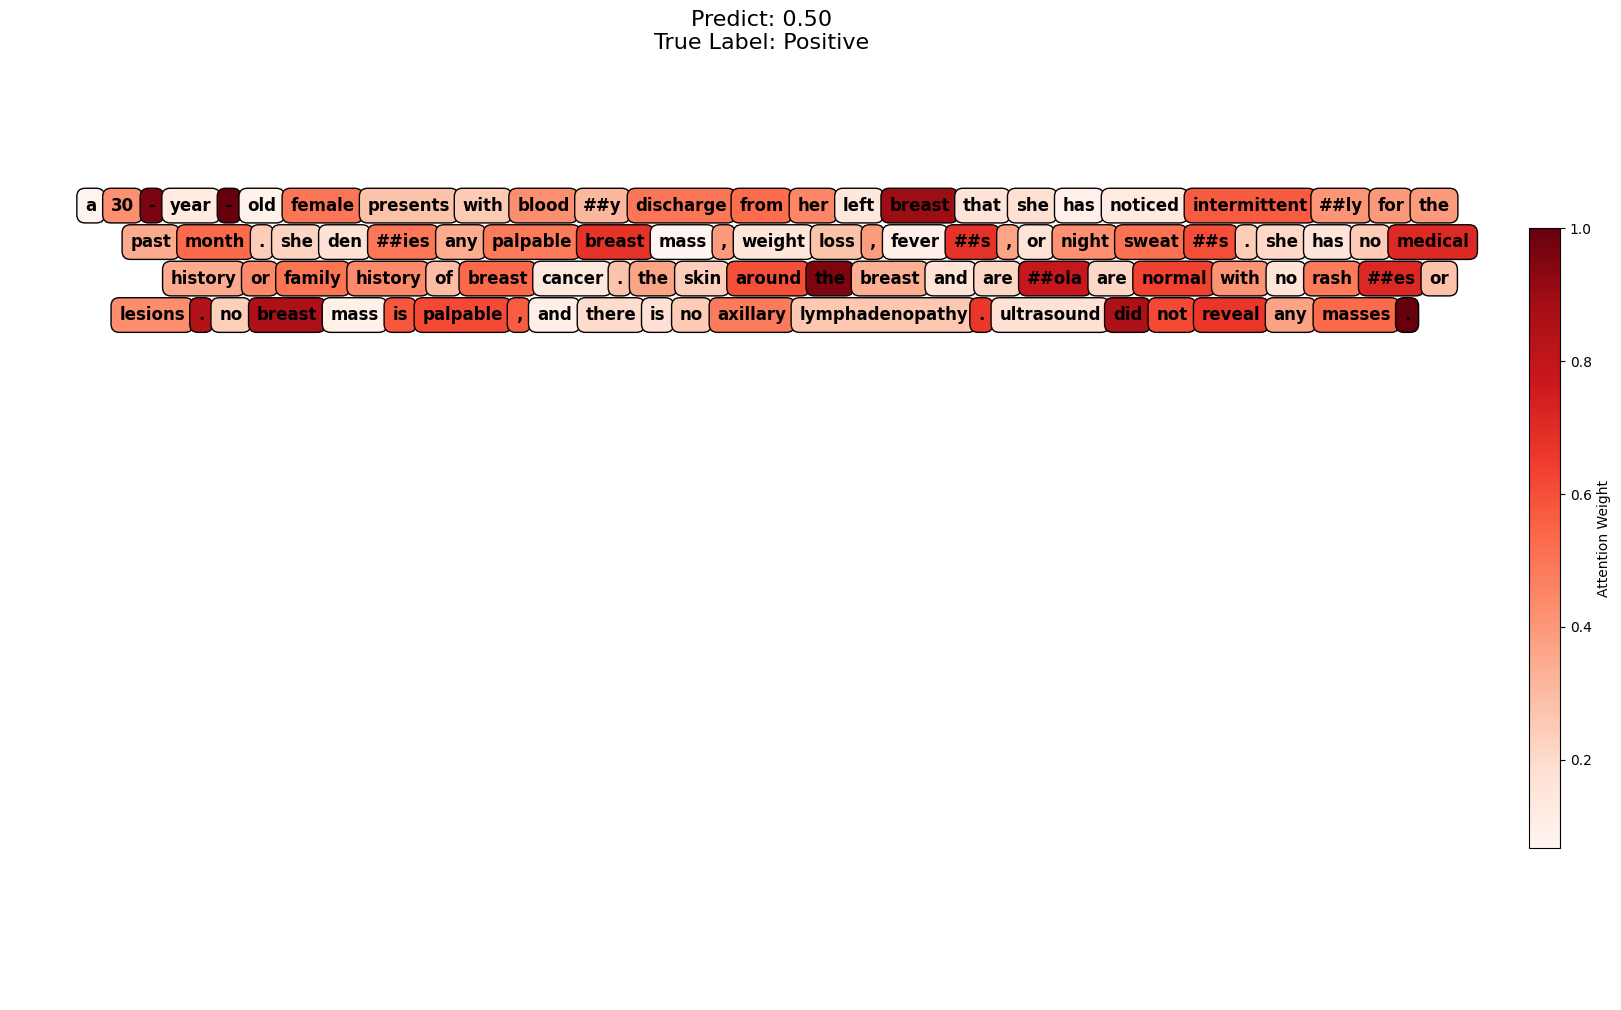 Predict: 0.50
True Label: Positive
a 30 - year - old female presents with blood ##y discharge from her left breast that she has noticed intermittent ##ly for the
past month . she den ##ies any palpable breast mass , weight loss , fever ##s , or night sweat ##s . she has no medical
history or family history of breast cancer . the skin around the breast and are ##ola are normal with no rash ##es or
lesions . no breast mass is palpable , and there is no axillary lymphadenopathy . ultrasound did not reveal any masses .
1.0
0.8
0.6
0.4
0.2
Attention Weight